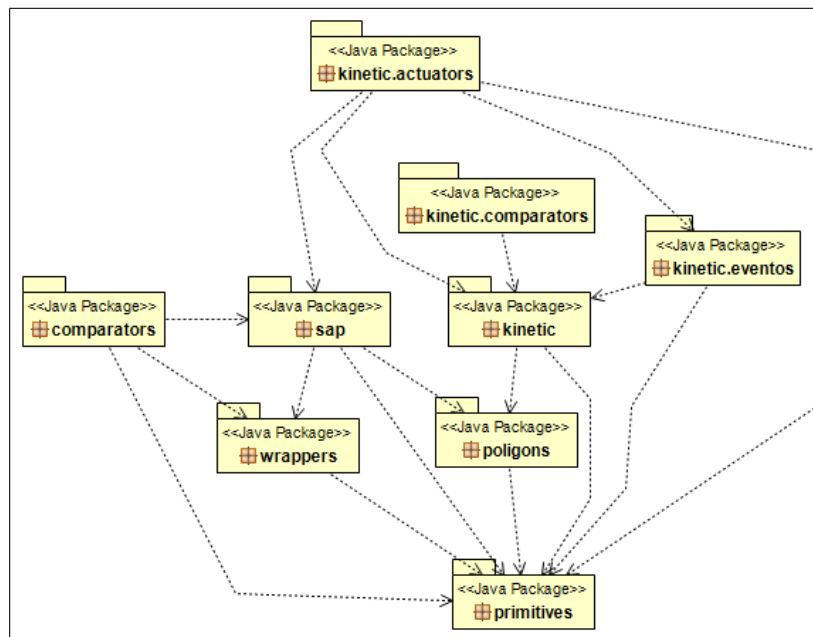 <<Java Package>>
kinetic.actuators
<<Java Package>>
kinetic.comparators
<<Java Package>>
kinetic.eventos
<<Java Package>>
comparators
<<Java Package>>
sap
<<Java Package>>
kinetic
<<Java Package>>
wrappers
<<Java Package>>
poligons
<<Java Package>>
primitives